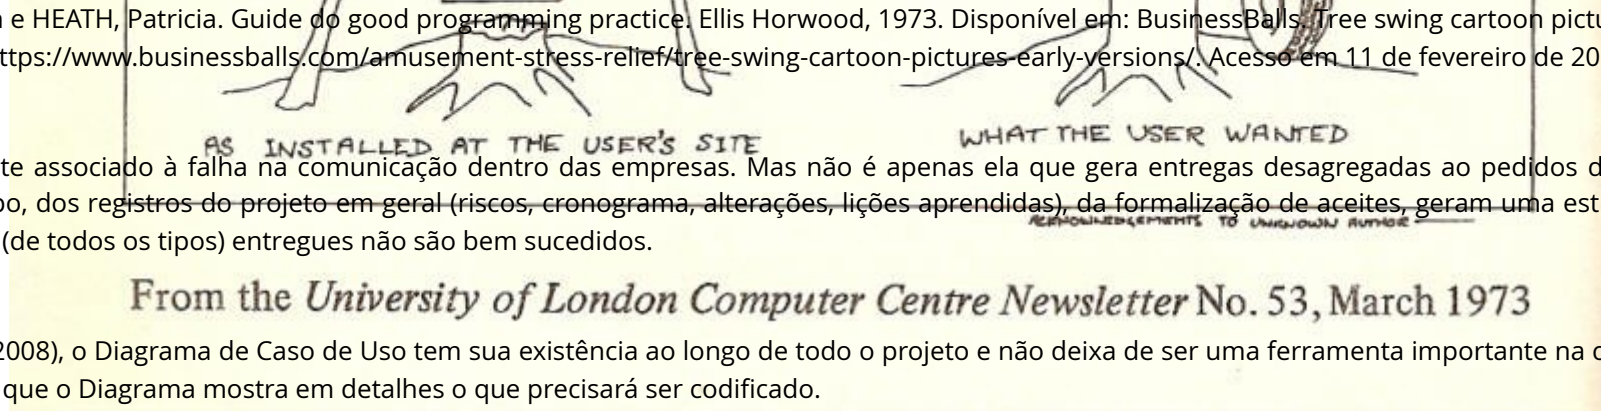 e HEATH, Patricia. Guide do good programming practice. Ellis Horwood, 1973. Disponível em: BusinessBalls. Tree swing cartoon
ttps://www.businessballs.com/amusement-stress-relief/tree-swing-cartoon-pictures-early-versions/. Acesso em 11 de fevereiro de 20
AS INSTALLED AT THE USER'S SITE
WHAT THE USER WANTED
te associado à falha na comunicação dentro das empresas. Mas não é apenas ela que gera entregas desagregadas ao pedidos
o, dos registros do projeto em geral (riscos, cronograma, alterações, lições aprendidas), da formalização de aceites, geram uma est
ACKNOWLEDGEMENTS TO UNKNOWN AUTHOR
(de todos os tipos) entregues não são bem sucedidos.
From the University of London Computer Centre Newsletter No. 53, March 1973
2008), o Diagrama de Caso de Uso tem sua existência ao longo de todo o projeto e não deixa de ser uma ferramenta importante na
que o Diagrama mostra em detalhes o que precisará ser codificado.